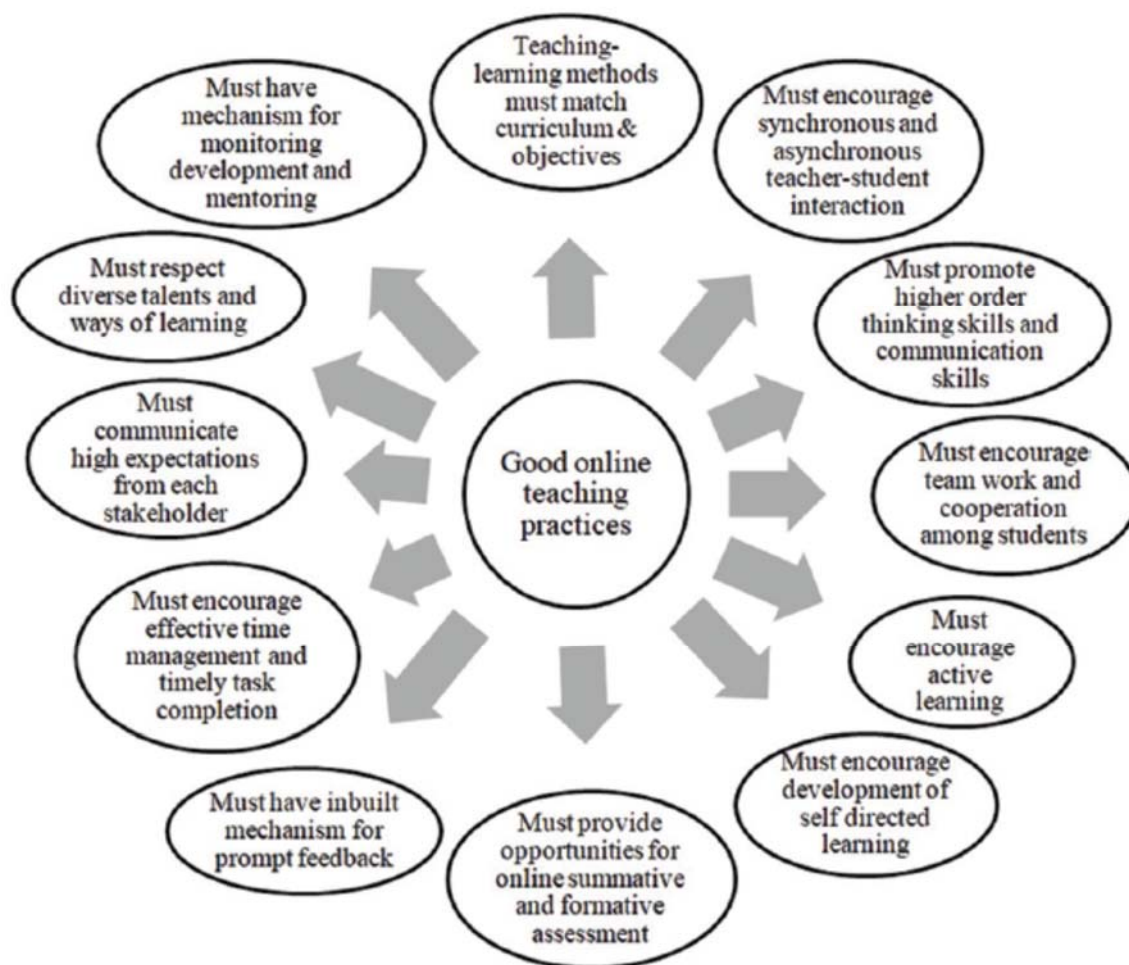 Teaching-
learning methods
must match
curriculum &
objectives
Must encourage
synchronous and
asynchronous
teacher-student
interaction
Must promote
higher order
thinking skills and
communication
skills
Must encourage
team work and
cooperation
among students
Must
encourage
active
learning
Must encourage
development of
self directed
learning
Must provide
opportunities for
online summative
and formative
assessment
Must have inbuilt
mechanism for
prompt feedback
Must encourage
effective time
management and
timely task
completion
Must
communicate
high expectations
from each
stakeholder
Must respect
diverse talents and
ways of learning
Must have
mechanism for
monitoring
development and
mentoring
Good online
teaching
practices